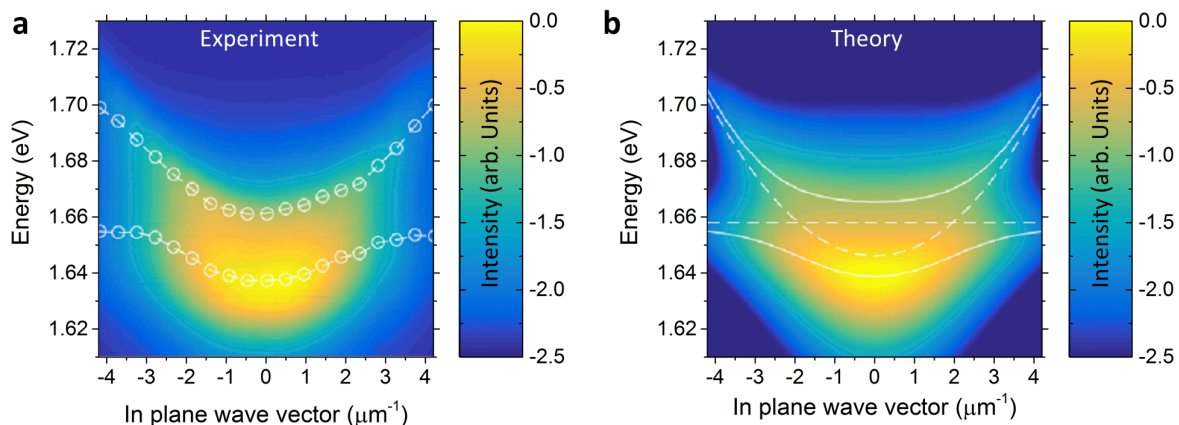 a
Experiment
1.72
1.70
1.68
1.66
1.64
1.62
Energy (eV)
-4 -3 -2 -1 0 1 2 3 4
In plane wave vector (μm⁻¹)
0.0
-0.5
-1.0
-1.5
-2.0
-2.5
Intensity (arb. Units)
b
Theory
1.72
1.70
1.68
1.66
1.64
1.62
Energy (eV)
-4 -3 -2 -1 0 1 2 3 4
In plane wave vector (μm⁻¹)
0.0
-0.5
-1.0
-1.5
-2.0
-2.5
Intensity (arb. Units)